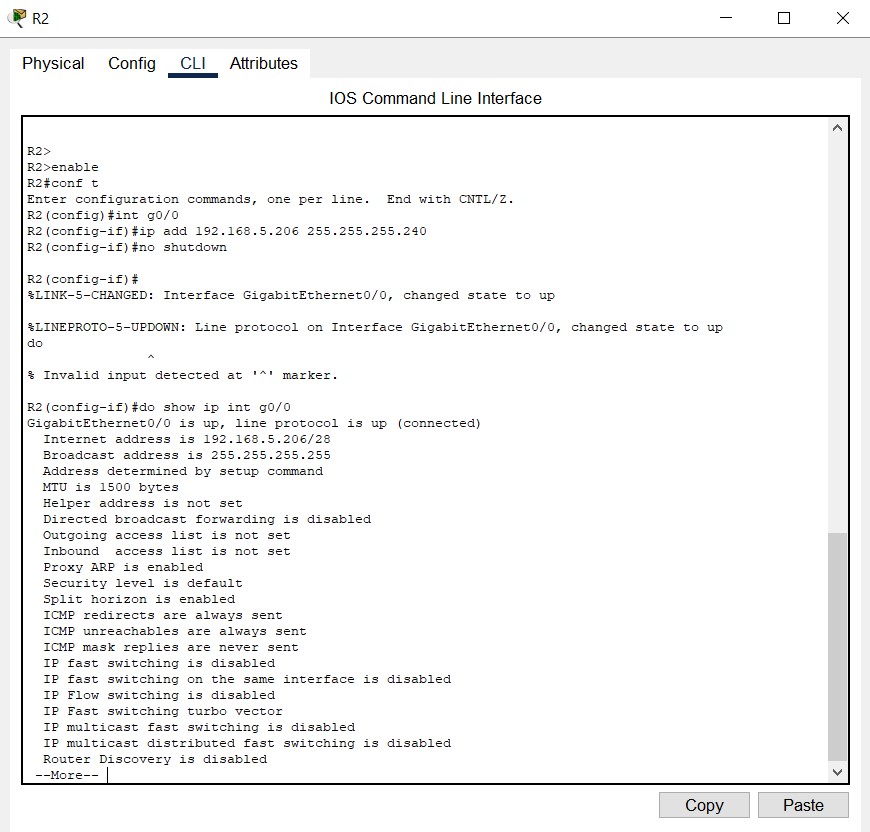 R2
Physical Config CLI Attributes
IOS Command Line Interface
R2>
R2>enable
R2#conf t
Enter configuration commands, one per line.  End with CNTL/Z.
R2(config)#int g0/0
R2(config-if)#ip add 192.168.5.206 255.255.255.240
R2(config-if)#no shutdown
R2(config-if)#
%LINK-5-CHANGED: Interface GigabitEthernet0/0, changed state to up
%LINEPROTO-5-UPDOWN: Line protocol on Interface GigabitEthernet0/0, changed state to up
do
^
% Invalid input detected at '^' marker.
R2(config-if)#do show ip int g0/0
GigabitEthernet0/0 is up, line protocol is up (connected)
  Internet address is 192.168.5.206/28
  Broadcast address is 255.255.255.255
  Address determined by setup command
  MTU is 1500 bytes
  Helper address is not set
  Directed broadcast forwarding is disabled
  Outgoing access list is not set
  Inbound  access list is not set
  Proxy ARP is enabled
  Security level is default
  Split horizon is enabled
  ICMP redirects are always sent
  ICMP unreachables are always sent
  ICMP mask replies are never sent
  IP fast switching is disabled
  IP fast switching on the same interface is disabled
  IP Flow switching is disabled
  IP Fast switching turbo vector
  IP multicast fast switching is disabled
  IP multicast distributed fast switching is disabled
  Router Discovery is disabled
 --More--
Copy Paste